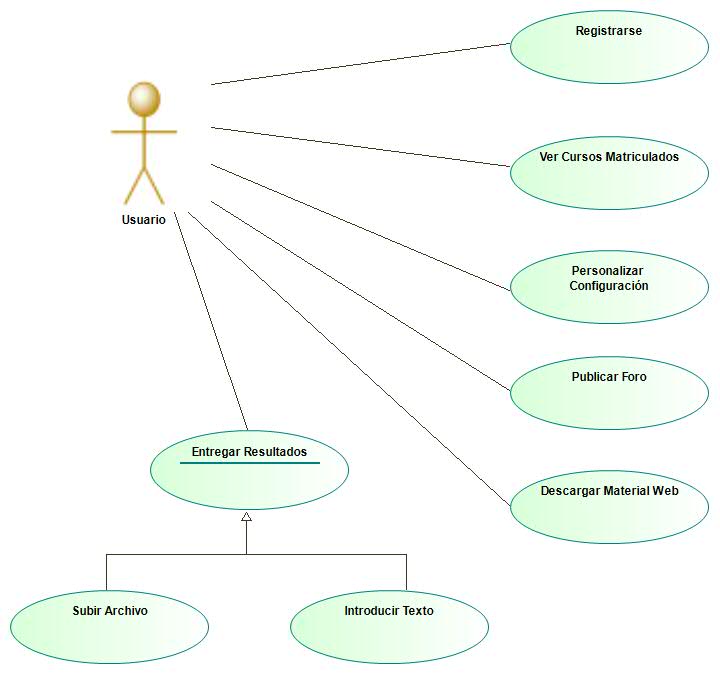 Registrarse
Ver Cursos Matriculados
Usuario
Personalizar
Configuración
Publicar Foro
Entregar Resultados
Descargar Material Web
Subir Archivo
Introducir Texto